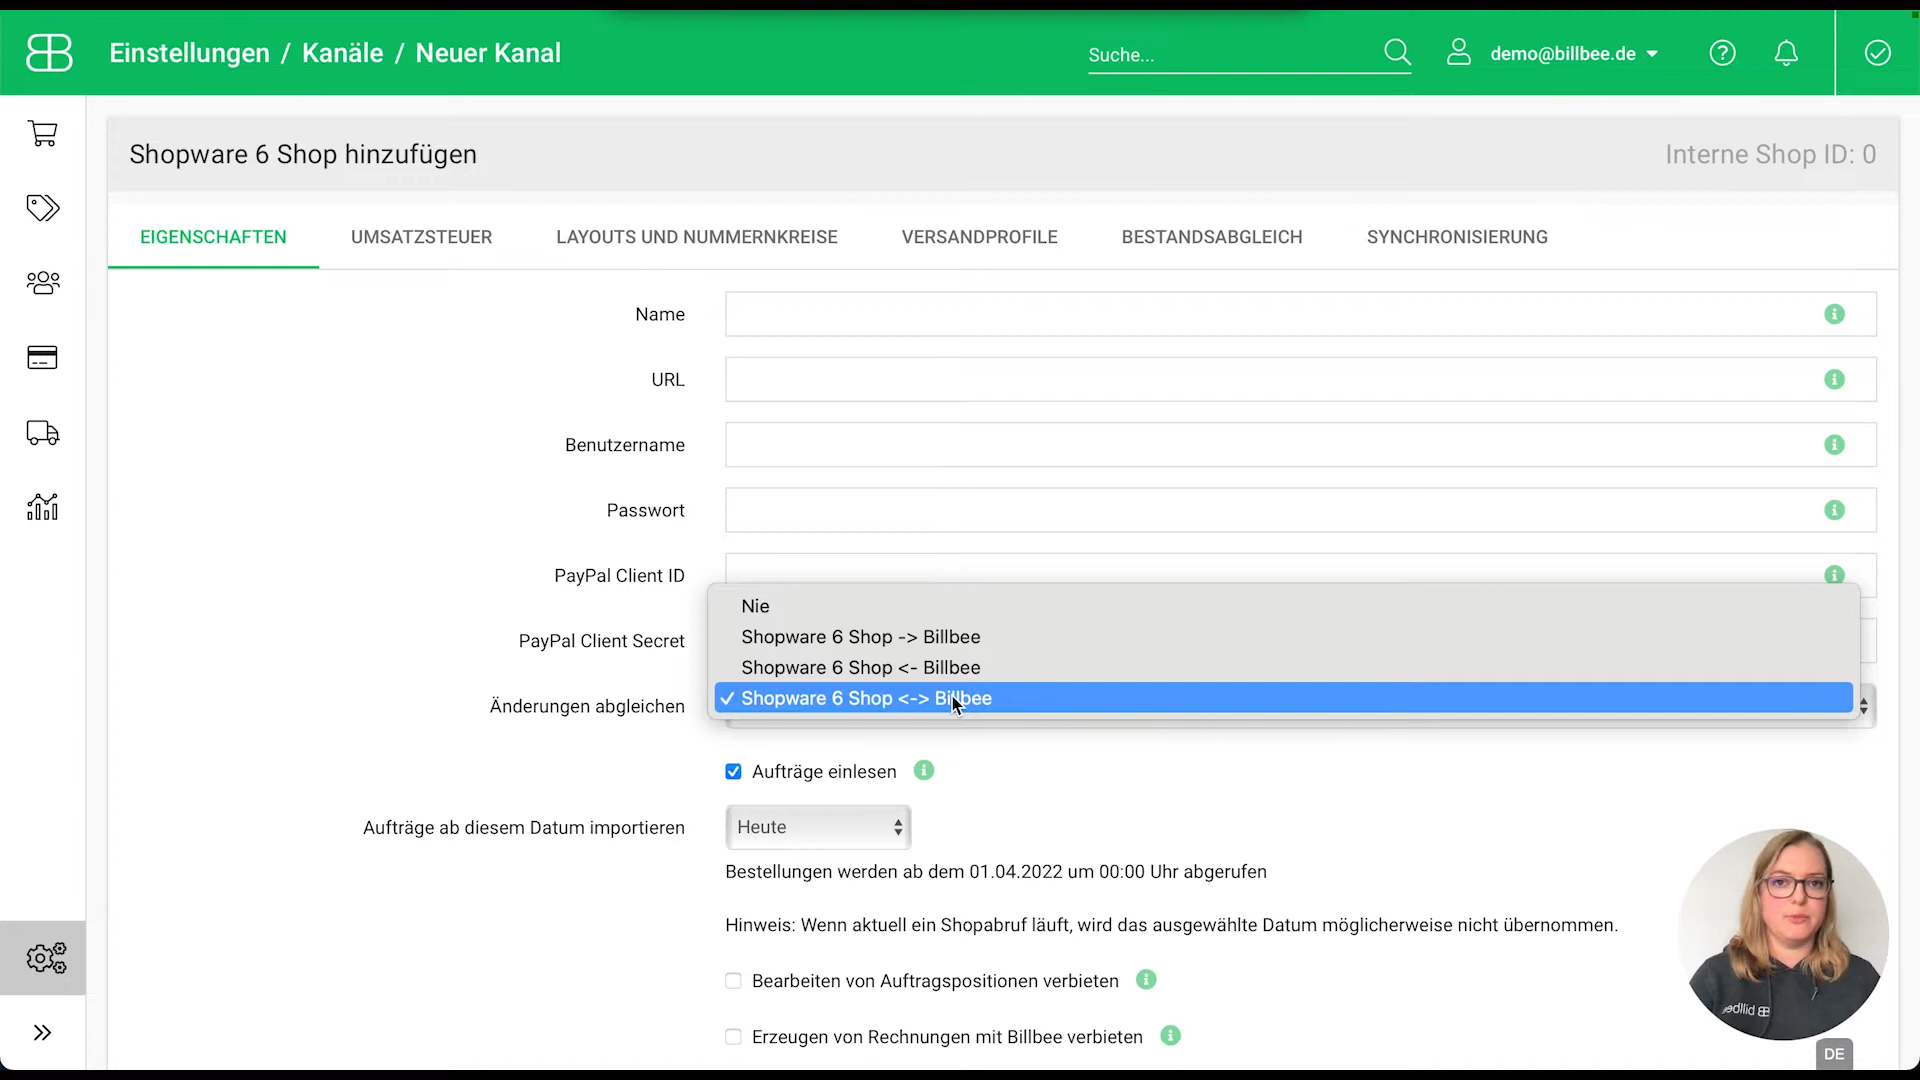 Einstellungen / Kanäle / Neuer Kanal
Suche...
demo@billbee.de
Shopware 6 Shop hinzufügen
Interne Shop ID: 0
EIGENSCHAFTEN
UMSATZSTEUER
LAYOUTS UND NUMMERNKREISE
VERSANDPROFILE
BESTANDSABGLEICH
SYNCHRONISIERUNG
Name
URL
Benutzername
Passwort
PayPal Client ID
Nie
Shopware 6 Shop -> Billbee
PayPal Client Secret
Shopware 6 Shop <- Billbee
Änderungen abgleichen
Shopware 6 Shop <-> Billbee
Aufträge einlesen
Aufträge ab diesem Datum importieren
Heute
Bestellungen werden ab dem 01.04.2022 um 00:00 Uhr abgerufen
Hinweis: Wenn aktuell ein Shopabruf läuft, wird das ausgewählte Datum möglicherweise nicht übernommen.
Bearbeiten von Auftragspositionen verbieten
Erzeugen von Rechnungen mit Billbee verbieten
DE